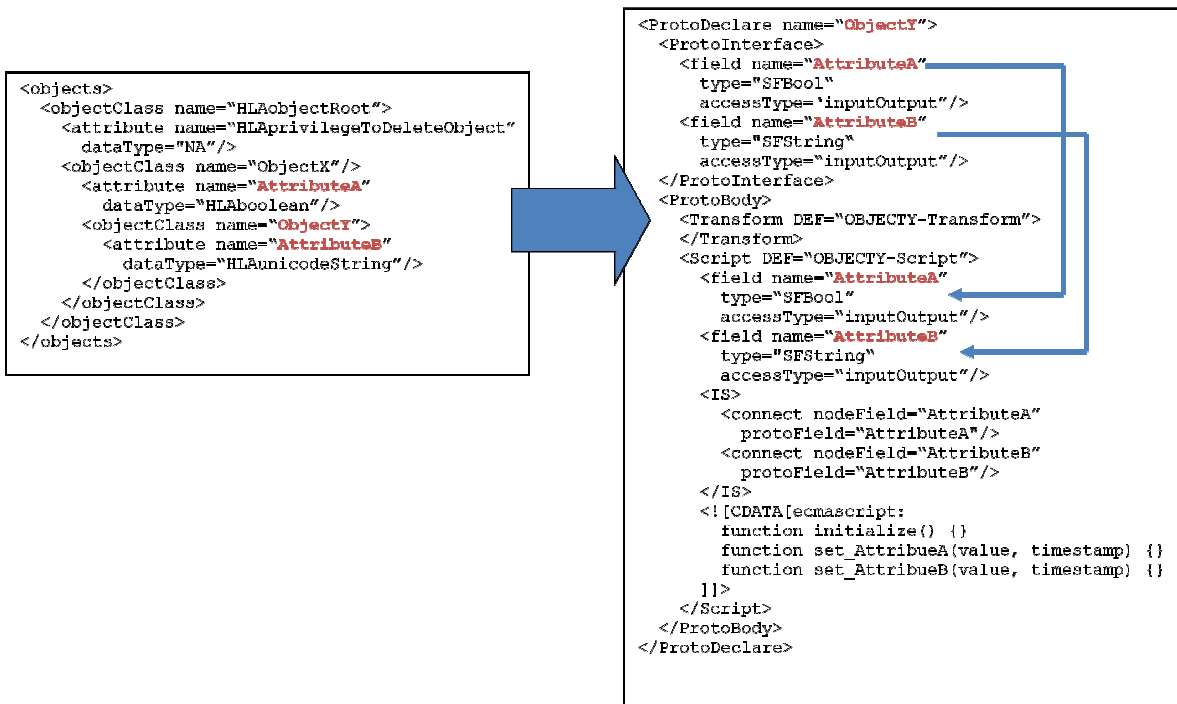 <objects>
<objectClass name=“HLAobjectRoot”>
<attribute name=“HLAprivilegeToDeleteObject”
dataType="NA”/>
<objectClass name=“ObjectX”/>
<attribute name=“AttributeA”
dataType=“HLAboolean”/>
<objectClass name=“ObjectY”>
<attribute name=“AttributeB”
dataType=“HLAunicodeString”/>
</objectClass>
</objectClass>
</objectClass>
</objects>
<ProtoDeclare name=“ObjectY”>
<ProtoInterface>
<field name=“AttributeA”
type="SFBool“
accessType=‘inputOutput”/>
<field name=“AttributeB”
type="SFString“
accessType=“inputOutput”/>
</ProtoInterface>
<ProtoBody>
<Transform DEF=“OBJECTY-Transform”>
</Transform>
<Script DEF=“OBJECTY-Script”>
<field name=“AttributeA”
type=“SFBool”
accessType=“inputOutput”/>
<field name=“AttributeB”
type="SFString“
accessType=“inputOutput”/>
<IS>
<connect nodeField=“AttributeA”
protoField=“AttributeA"/>
<connect nodeField=“AttributeB”
protoField=“AttributeB”/>
</IS>
<![CDATA[ecmascript:
function initialize() {}
function set_AttribueA(value, timestamp) {}
function set_AttribueB(value, timestamp) {}
]]>
</Script>
</ProtoBody>
</ProtoDeclare>